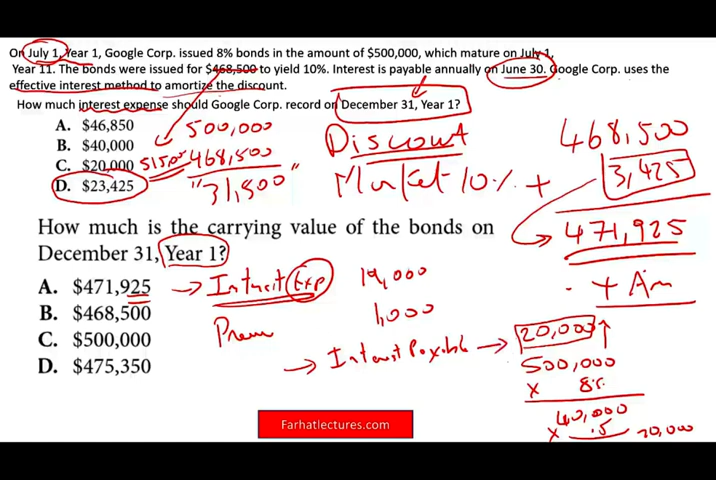 On July 1, Year 1, Google Corp. issued 8% bonds in the amount of $500,000, which mature on July 1,
Year 11. The bonds were issued for $468,500 to yield 10%. Interest is payable annually on June 30. Google Corp. uses the
effective interest method to amortize the discount.
How much interest expense should Google Corp. record on December 31, Year 1?
A. $46,850
B. $40,000
C. $20,000
D. $23,425
500,000
468,500
"31,500"
Discount
Market 10% +
468,500
3,425
471,925
+ Am
How much is the carrying value of the bonds on
December 31, Year 1?
A. $471,925
B. $468,500
C. $500,000
D. $475,350
→ Interest Exp
19,000
1,000
Prem
→ Interest Payable →
20,000 ↑
500,000
x 8%
40,000
x .5
20,000
Farhatlectures.com